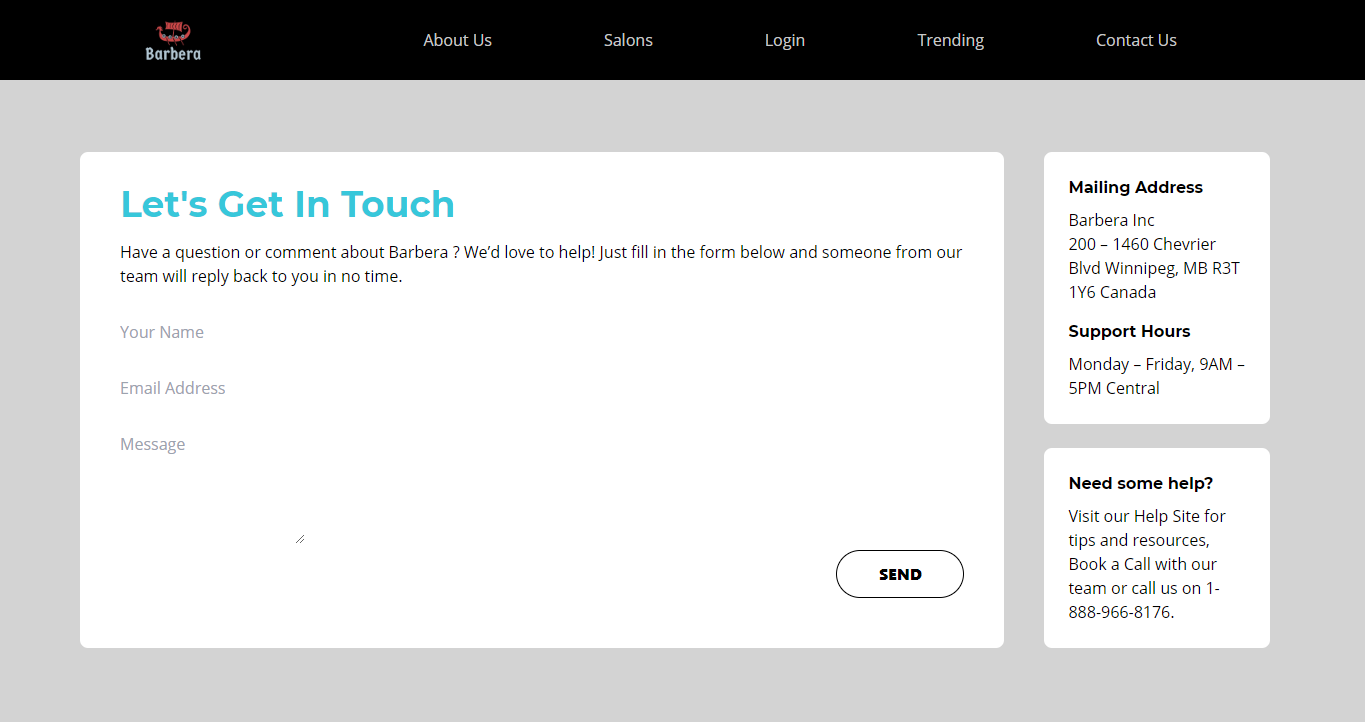 Barbera
About Us
Salons
Login
Trending
Contact Us
Let's Get In Touch
Have a question or comment about Barbera ? We’d love to help! Just fill in the form below and someone from our
team will reply back to you in no time.
Your Name
Email Address
Message
SEND
Mailing Address
Barbera Inc
200 – 1460 Chevrier
Blvd Winnipeg, MB R3T
1Y6 Canada
Support Hours
Monday – Friday, 9AM –
5PM Central
Need some help?
Visit our Help Site for
tips and resources,
Book a Call with our
team or call us on 1-
888-966-8176.